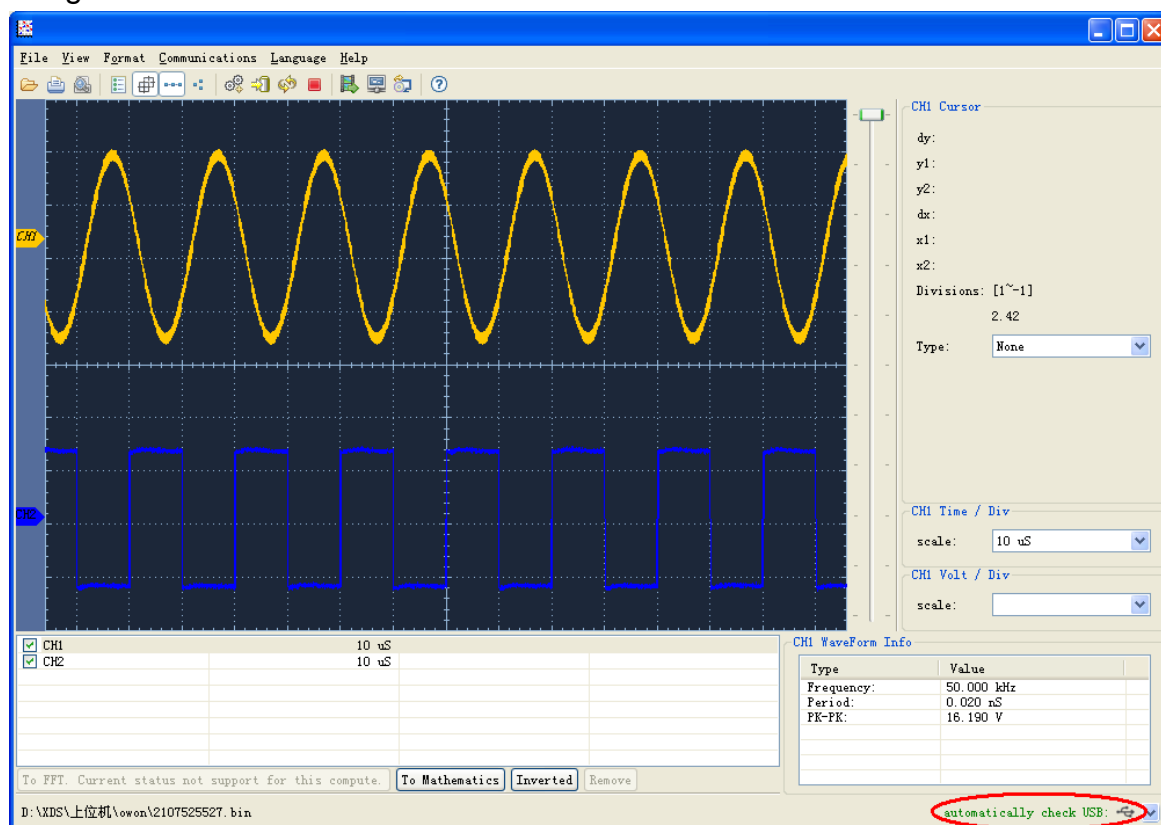 File View Format Communications Language Help
CH1
CH2
CH1 Cursor
dy:
y1:
y2:
dx:
x1:
x2:
Divisions: [1~-1]
2.42
Type: None
CH1 Time / Div
scale: 10 uS
CH1 Volt / Div
scale:
CH1 10 uS
CH2 10 uS
CH1 WaveForm Info
Type Value
Frequency: 50.000 kHz
Period: 0.020 nS
PK-PK: 16.190 V
To FFT. Current status not support for this compute. To Mathematics Inverted Remove
D:\XDS\上位机\owon\2107525527.bin
automatically check USB: